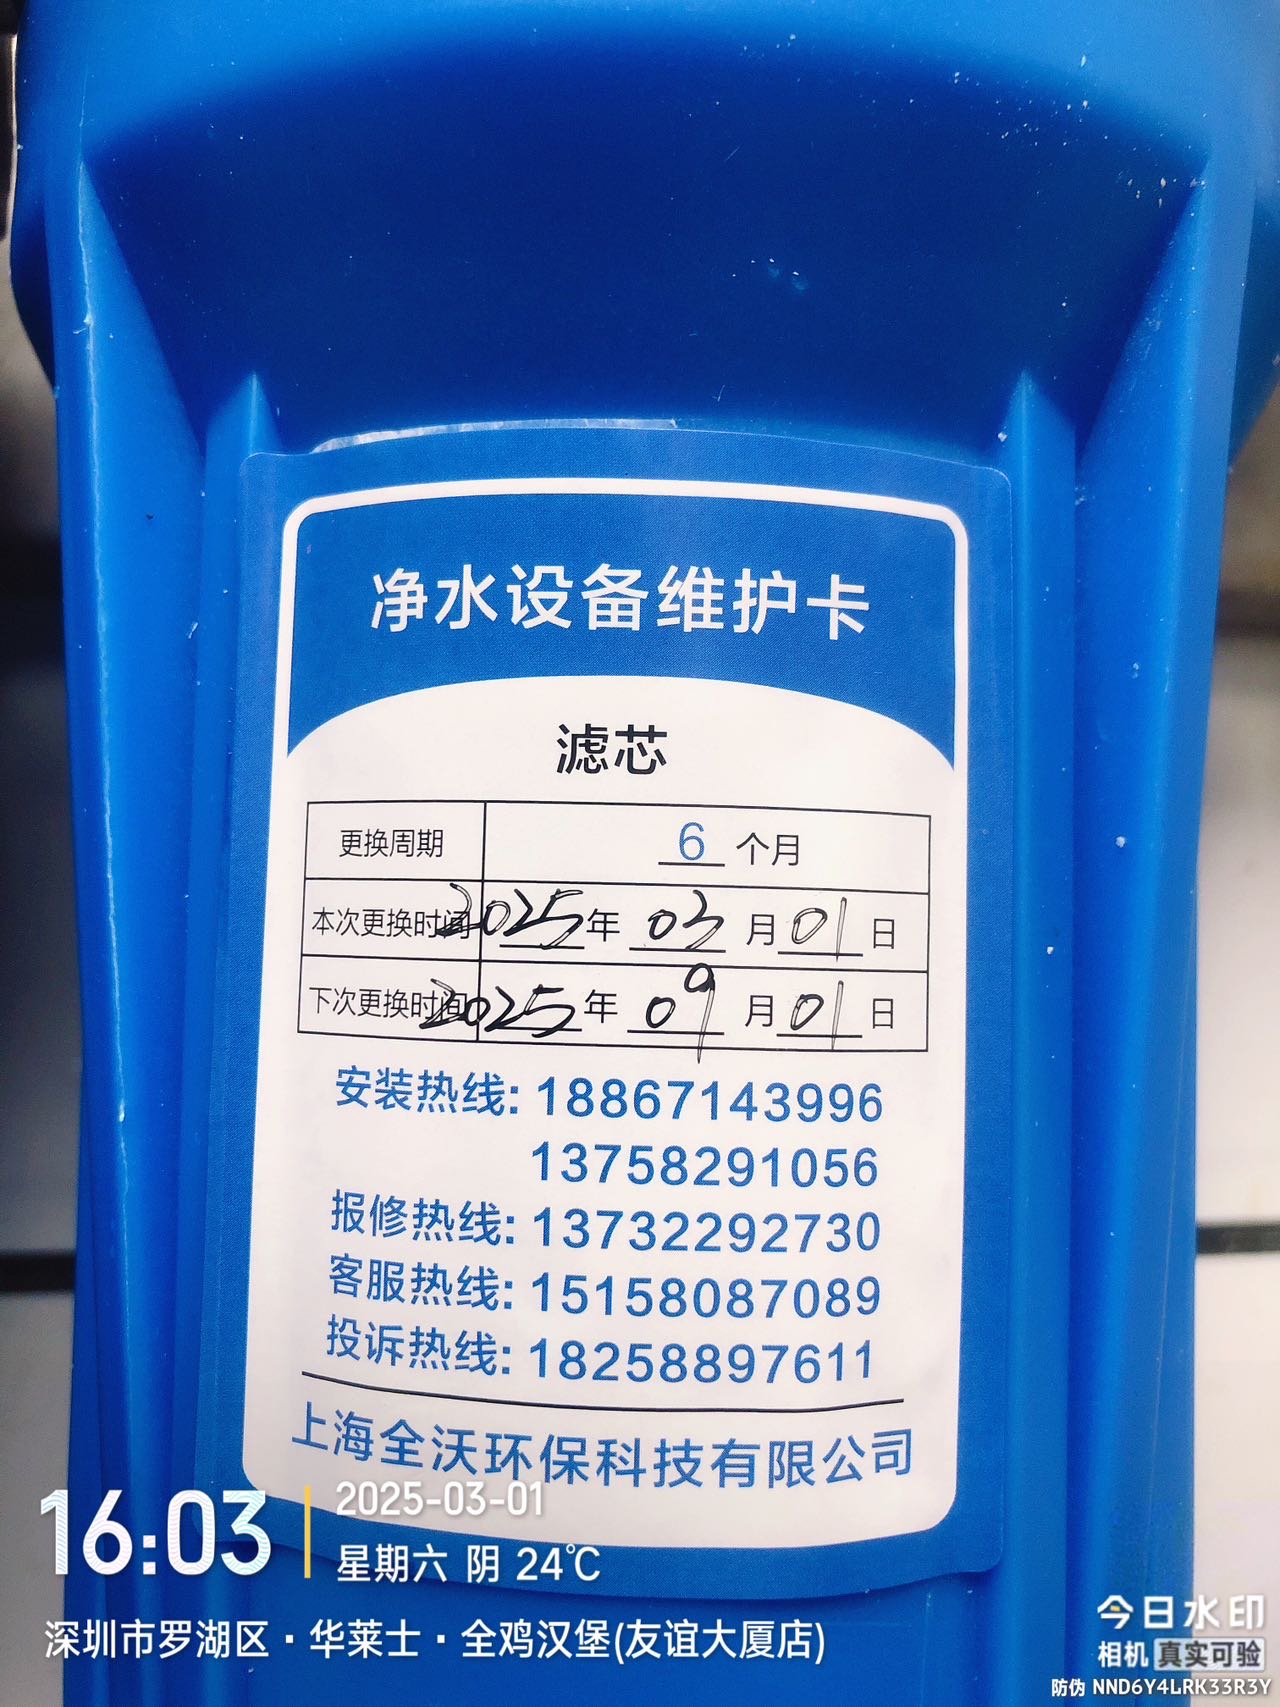 净水设备维护卡
滤芯
更换周期 6 个月
本次更换时间 2025 年 03 月 01 日
下次更换时间 2025 年 09 月 01 日
安装热线: 18867143996
13758291056
报修热线: 13732292730
客服热线: 15158087089
投诉热线: 18258897611
上海全沃环保科技有限公司
16:03
2025-03-01
星期六 阴 24℃
深圳市罗湖区·华莱士·全鸡汉堡(友谊大厦店)
今日水印
相机 真实可验
防伪 NND6Y4LRK33R3Y